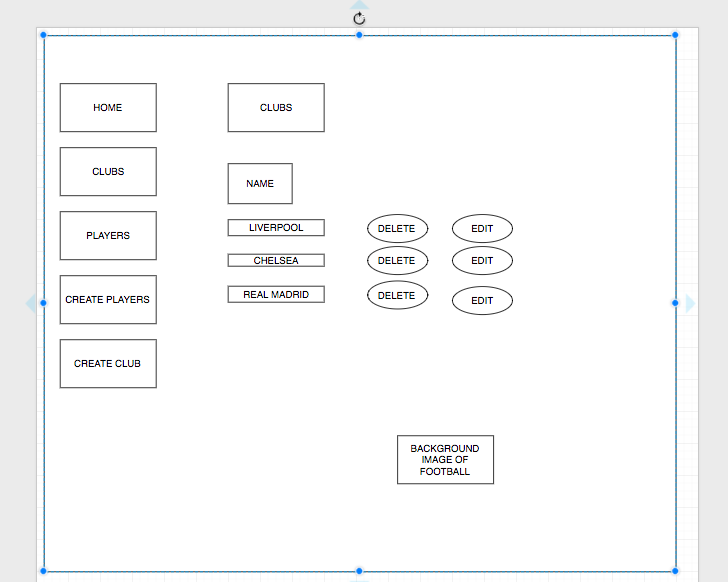 HOME
CLUBS
CLUBS
NAME
PLAYERS
LIVERPOOL DELETE EDIT
CHELSEA DELETE EDIT
REAL MADRID DELETE EDIT
CREATE PLAYERS
CREATE CLUB
BACKGROUND
IMAGE OF
FOOTBALL